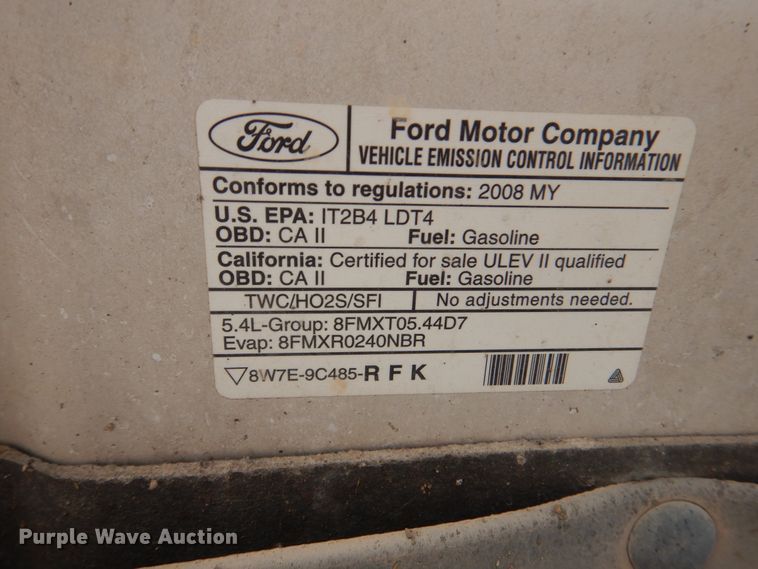 Ford
Ford Motor Company
VEHICLE EMISSION CONTROL INFORMATION
Conforms to regulations: 2008 MY
U.S. EPA: IT2B4 LDT4
OBD: CA II Fuel: Gasoline
California: Certified for sale ULEV II qualified
OBD: CA II Fuel: Gasoline
TWC/HO2S/SFI No adjustments needed.
5.4L-Group: 8FMXT05.44D7
Evap: 8FMXR0240NBR
8W7E-9C485-R F K
Purple Wave Auction